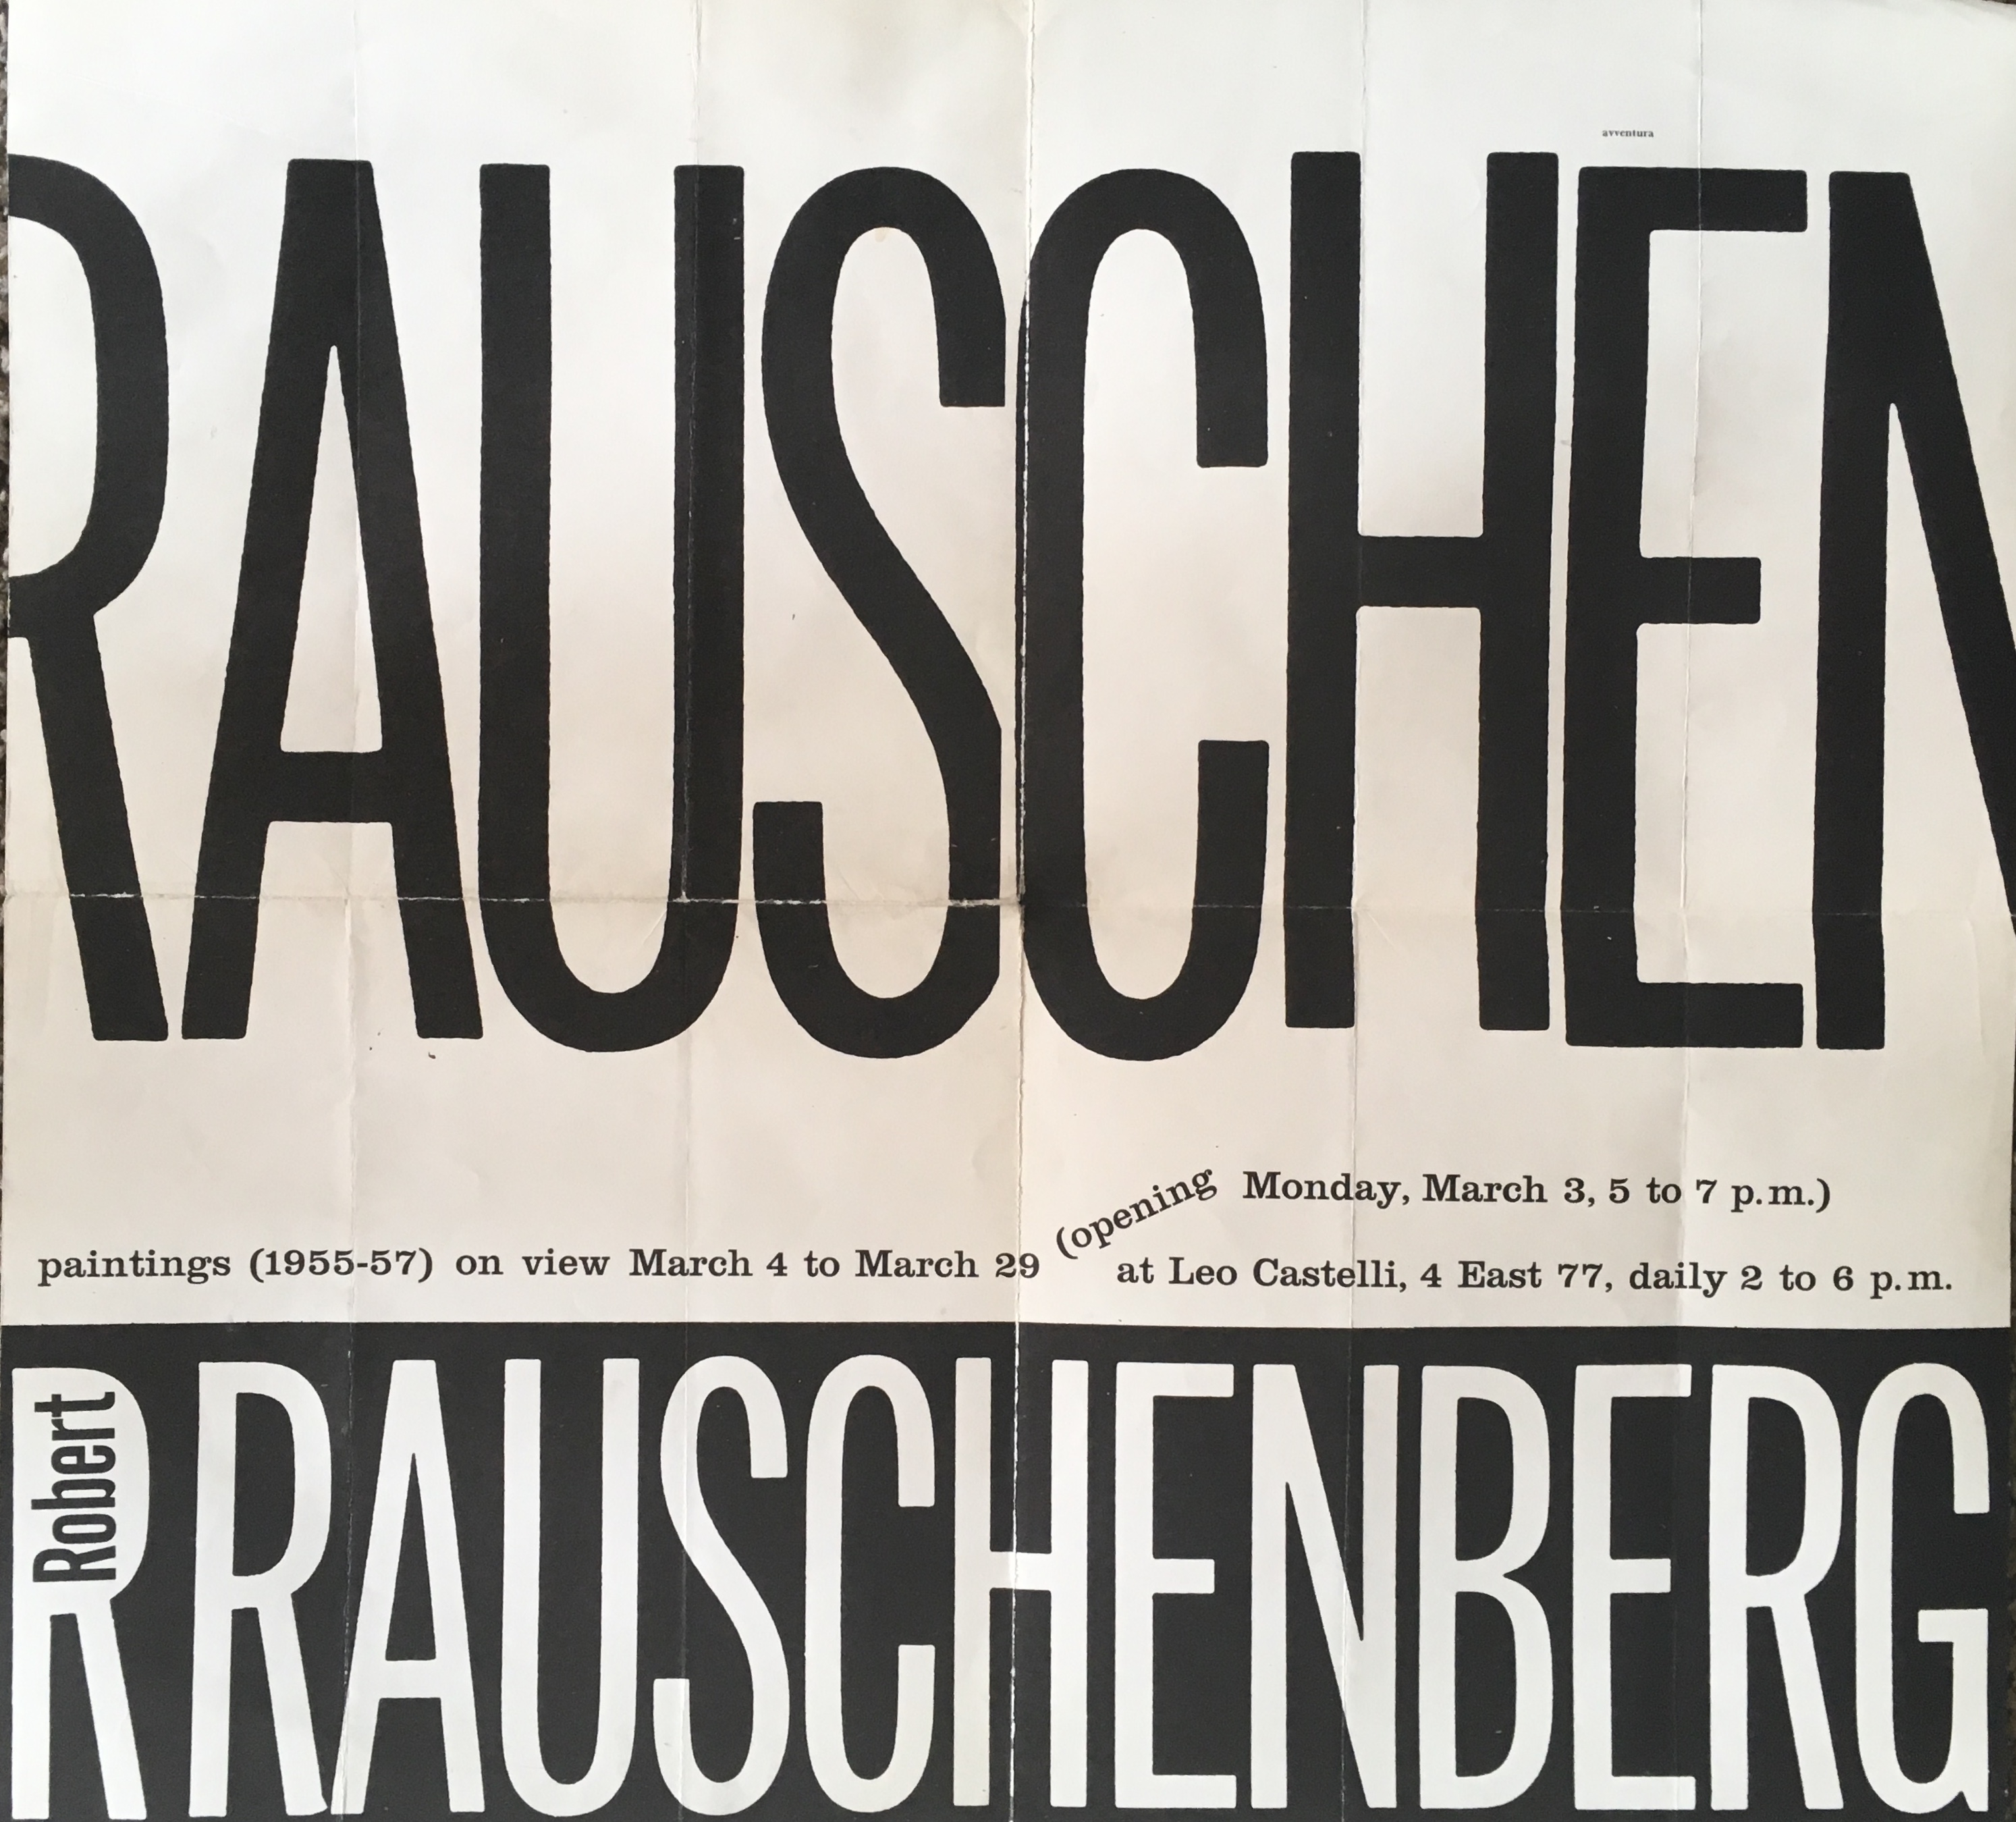 avventura
RAUSCHEN
(opening Monday, March 3, 5 to 7 p.m.)
paintings (1955-57) on view March 4 to March 29
at Leo Castelli, 4 East 77, daily 2 to 6 p.m.
R Robert RAUSCHENBERG